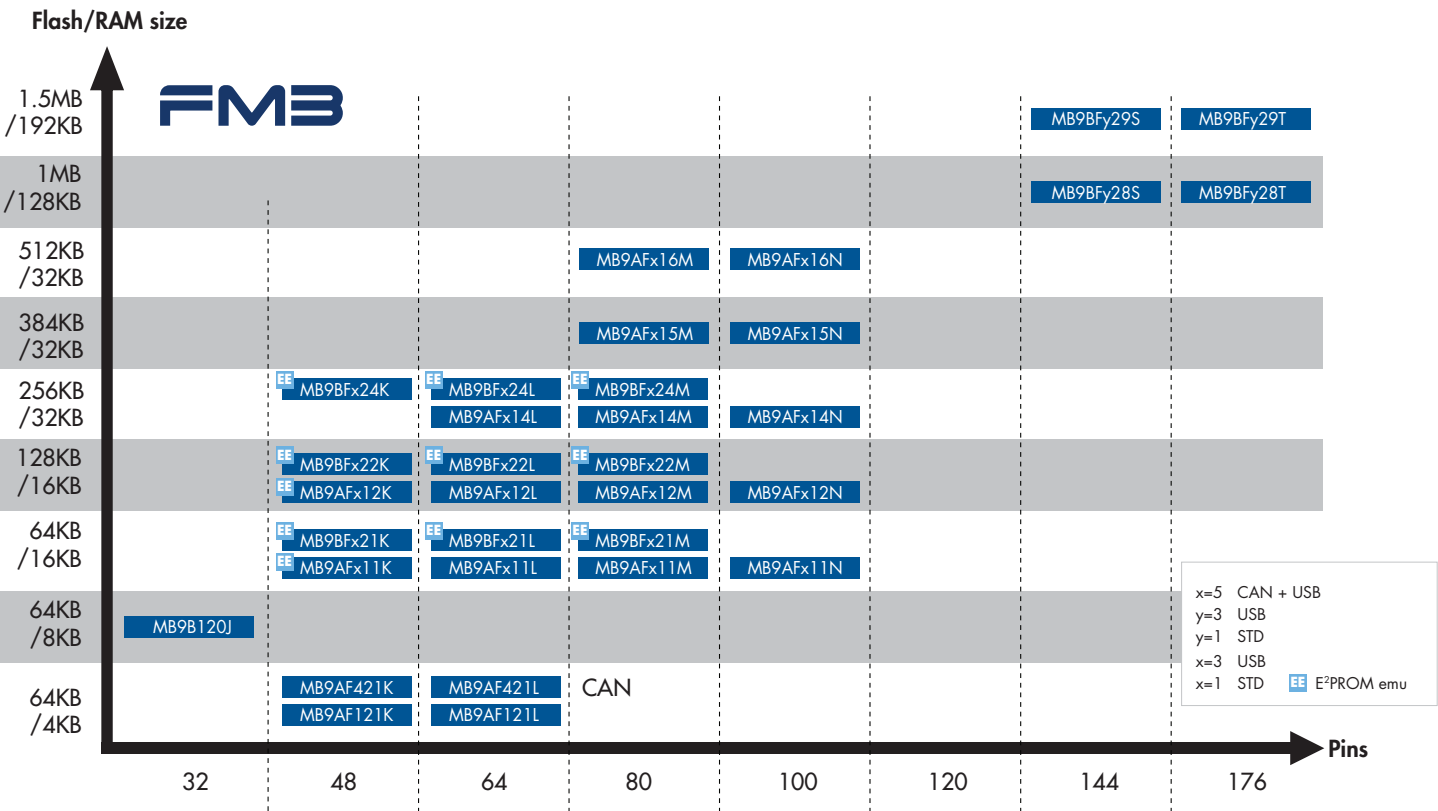 Flash/RAM size
FM3
1.5MB
/192KB
MB9BFy29S MB9BFy29T
1MB
/128KB
MB9BFy28S MB9BFy28T
512KB
/32KB
MB9AFx16M MB9AFx16N
384KB
/32KB
MB9AFx15M MB9AFx15N
256KB
/32KB
EE MB9BFx24K EE MB9BFx24L EE MB9BFx24M
MB9AFx14L MB9AFx14M MB9AFx14N
128KB
/16KB
EE MB9BFx22K EE MB9BFx22L EE MB9BFx22M
EE MB9AFx12K MB9AFx12L MB9AFx12M MB9AFx12N
64KB
/16KB
EE MB9BFx21K EE MB9BFx21L EE MB9BFx21M
EE MB9AFx11K MB9AFx11L MB9AFx11M MB9AFx11N
64KB
/8KB
MB9B120J
64KB
/4KB
MB9AF421K MB9AF421L CAN
MB9AF121K MB9AF121L
x=5 CAN + USB
y=3 USB
y=1 STD
x=3 USB
x=1 STD EE E²PROM emu
Pins
32 48 64 80 100 120 144 176